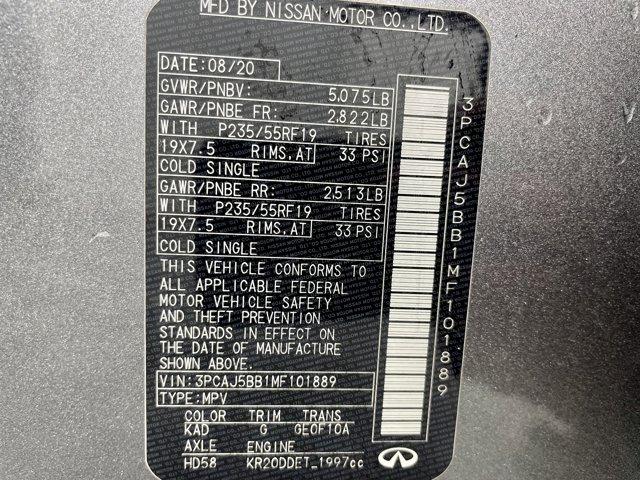 MFD BY NISSAN MOTOR CO.,LTD.
DATE: 08/20
GVWR/PNBV: 5,075LB
GAWR/PNBE FR: 2,822LB
WITH P235/55RF19 TIRES
19X7.5 RIMS,AT 33 PSI
COLD SINGLE
GAWR/PNBE RR: 2,513LB
WITH P235/55RF19 TIRES
19X7.5 RIMS,AT 33 PSI
COLD SINGLE
THIS VEHICLE CONFORMS TO
ALL APPLICABLE FEDERAL
MOTOR VEHICLE SAFETY
AND THEFT PREVENTION
STANDARDS IN EFFECT ON
THE DATE OF MANUFACTURE
SHOWN ABOVE.
VIN: 3PCAJ5BB1MF101889
TYPE: MPV
COLOR TRIM TRANS
KAD G GE0F10A
AXLE ENGINE
HD58 KR20DDET_1997cc
3PCAJ5BB1MF101889